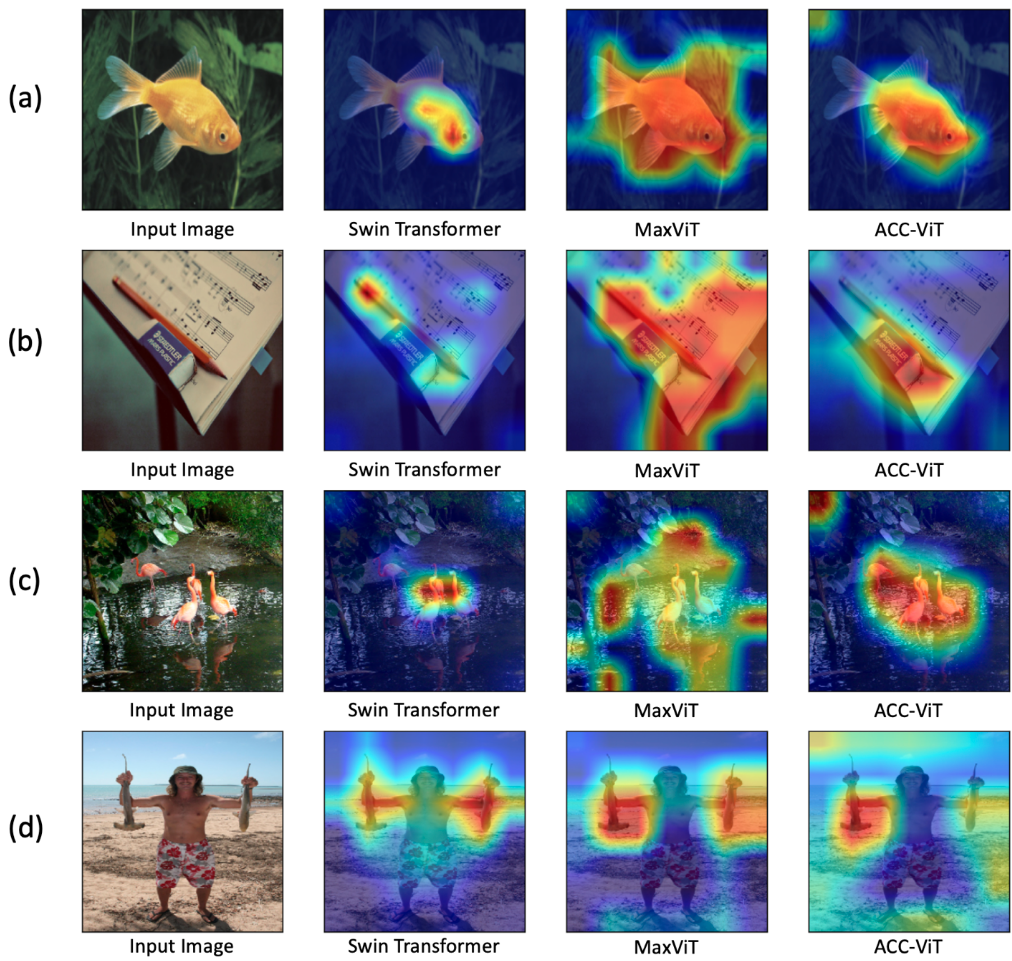 (a)
Input Image Swin Transformer MaxViT ACC-ViT
(b)
STAEDTLER
Input Image Swin Transformer MaxViT ACC-ViT
(c)
Input Image Swin Transformer MaxViT ACC-ViT
(d)
Input Image Swin Transformer MaxViT ACC-ViT